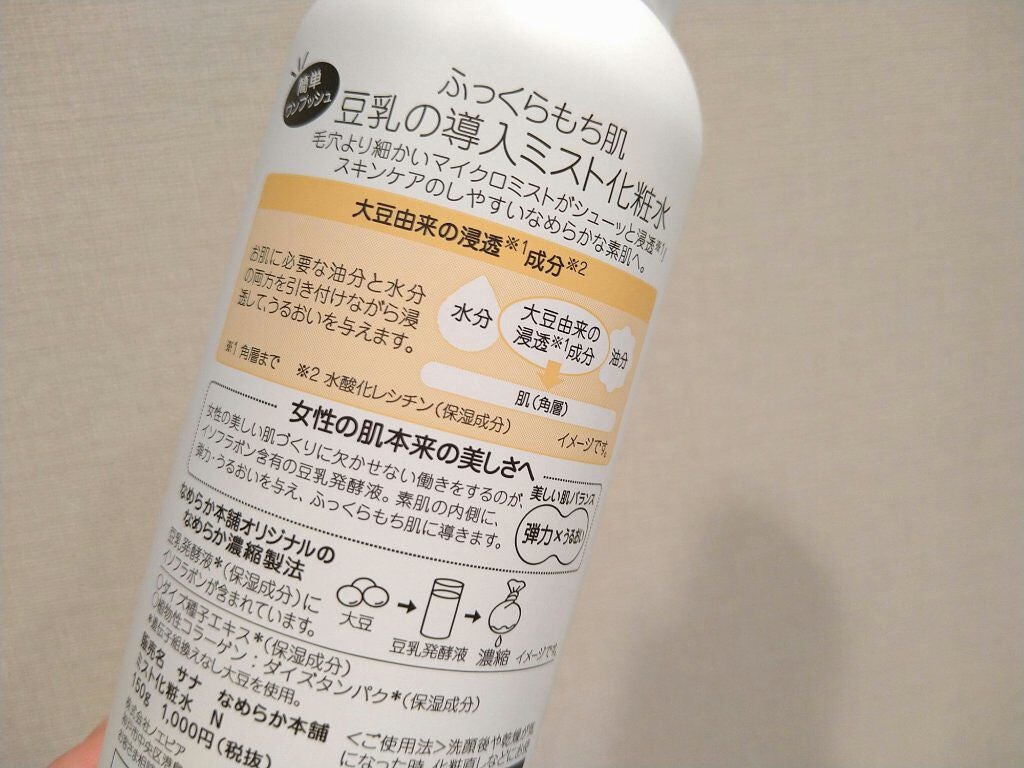 簡単
ワンプッシュ
ふっくらもち肌
豆乳の導入ミスト化粧水
毛穴より細かいマイクロミストがシューッと浸透※1
スキンケアのしやすいなめらかな素肌へ。
大豆由来の浸透※1成分※2
お肌に必要な油分と水分
の両方を引き付けながら浸
透して、うるおいを与えます。
水分
大豆由来の
浸透※1成分
油分
肌(角層)
※1 角層まで ※2 水酸化レシチン(保湿成分)
イメージです。
女性の肌本来の美しさへ
女性の美しい肌づくりに欠かせない働きをするのが、
イソフラボン含有の豆乳発酵液。素肌の内側に、
弾力・うるおいを与え、ふっくらもち肌に導きます。
美しい肌バランス
弾力×うるおい
なめらか本舗オリジナルの
なめらか濃縮製法
豆乳発酵液*(保湿成分)に
イソフラボンが含まれています。
大豆
豆乳発酵液
濃縮
イメージです。
○ダイズ種子エキス*(保湿成分)
○植物性コラーゲン:ダイズタンパク*(保湿成分)
*遺伝子組換えなし大豆を使用。
販売名 サナ なめらか本舗
ミスト化粧水 N
150g 1,000円(税抜)
株式会社ノエビア
<ご使用法>洗顔後や乾燥が気
になった時、化粧直しなどにお使